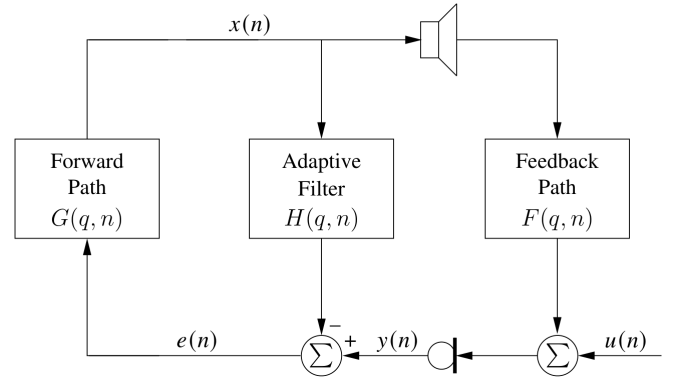 x(n)
Forward
Path
G(q, n)
Adaptive
Filter
H(q, n)
Feedback
Path
F(q, n)
−
+
e(n)
Σ
y(n)
Σ
u(n)